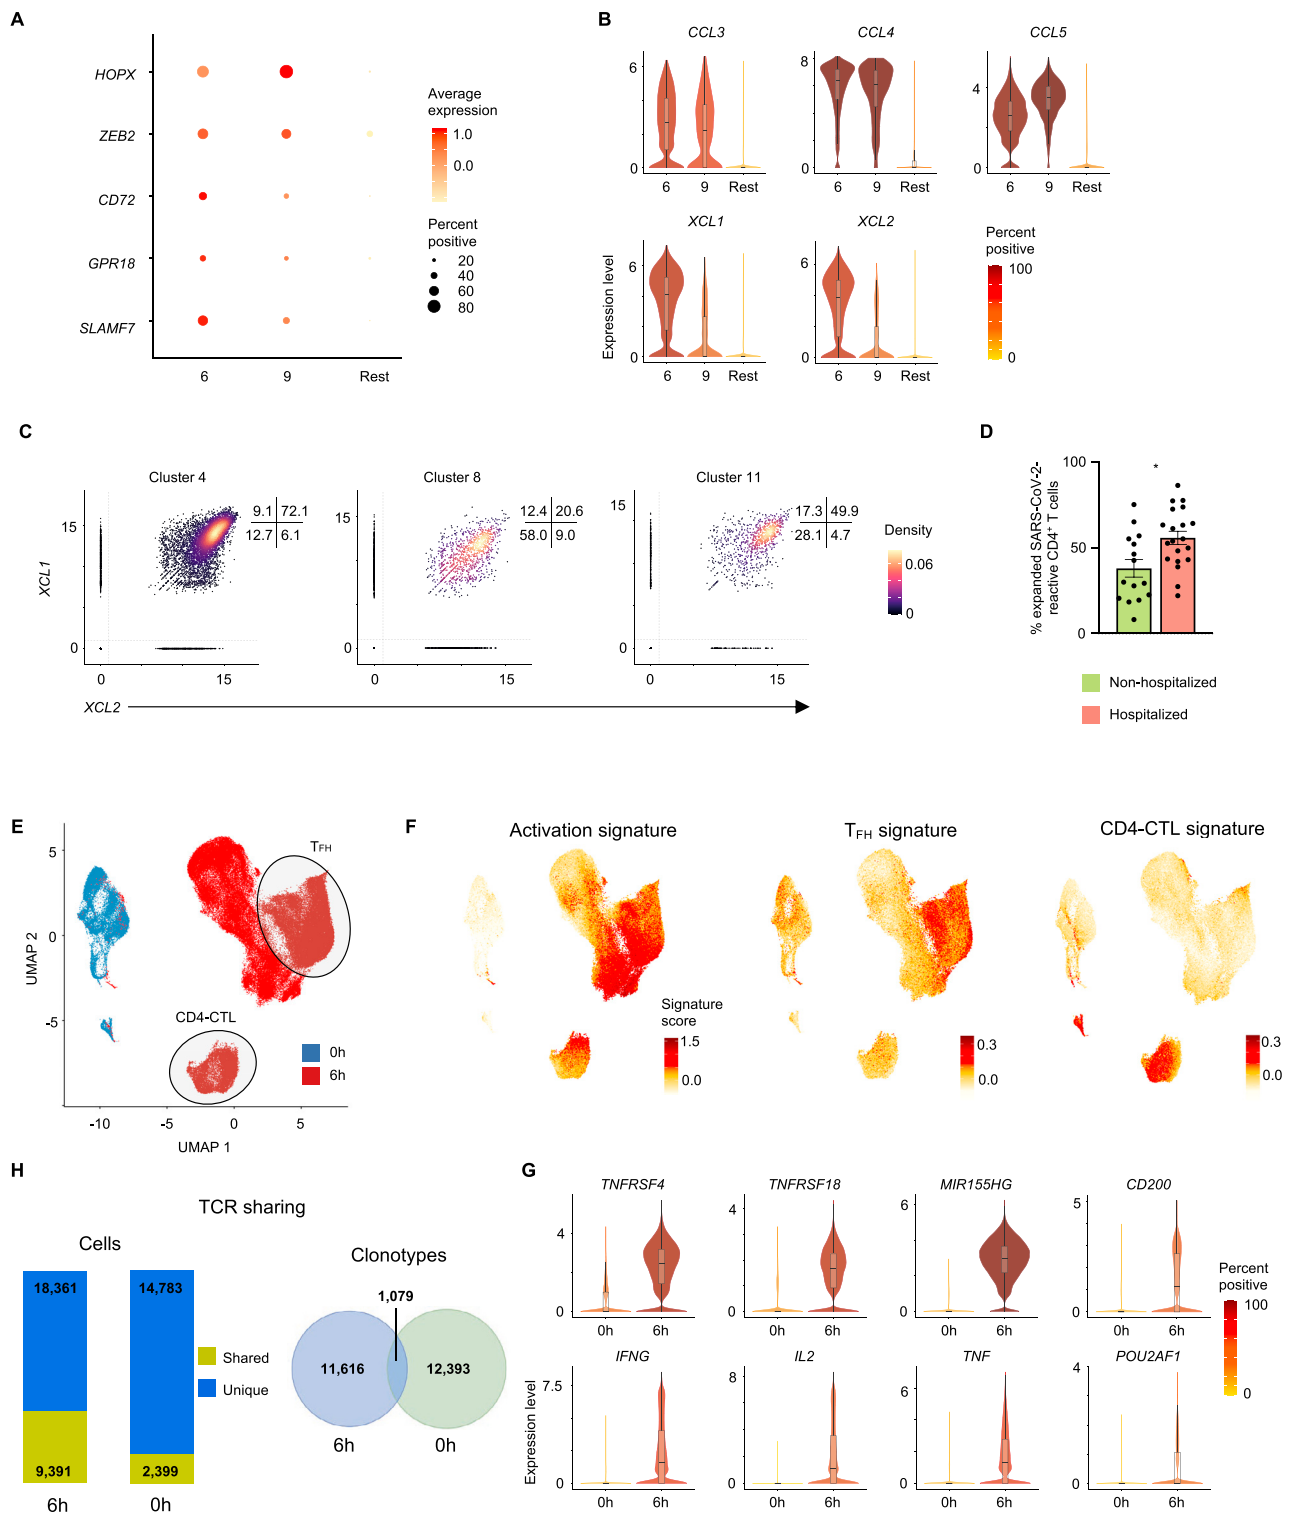 A
HOPX
ZEB2
CD72
GPR18
SLAMF7
6
9
Rest
Average
expression
1.0
0.0
Percent
positive
20
40
60
80
B
CCL3
CCL4
CCL5
6
0
8
0
4
0
6
9
Rest
6
9
Rest
6
9
Rest
XCL1
XCL2
Expression level
6
0
6
0
6
9
Rest
6
9
Rest
Percent
positive
100
0
C
Cluster 4
Cluster 8
Cluster 11
XCL1
15
0
0
15
9.1
72.1
12.7
6.1
15
0
0
15
12.4
20.6
58.0
9.0
15
0
0
15
17.3
49.9
28.1
4.7
Density
0.06
0
XCL2
D
% expanded SARS-CoV-2-
reactive CD4+ T cells
100
50
0
*
Non-hospitalized
Hospitalized
E
5
0
-5
UMAP 2
-10
-5
0
5
UMAP 1
TFH
CD4-CTL
0h
6h
F
Activation signature
TFH signature
CD4-CTL signature
Signature
score
1.5
0.0
0.3
0.0
0.3
0.0
H
TCR sharing
Cells
18,361
14,783
9,391
2,399
6h
0h
Shared
Unique
Clonotypes
1,079
11,616
12,393
6h
0h
G
TNFRSF4
TNFRSF18
MIR155HG
CD200
4
0
4
0
6
0
5
0
0h
6h
0h
6h
0h
6h
0h
6h
IFNG
IL2
TNF
POU2AF1
Expression level
7.5
0
8
0
6
0
4
0
0h
6h
0h
6h
0h
6h
0h
6h
Percent
positive
100
0